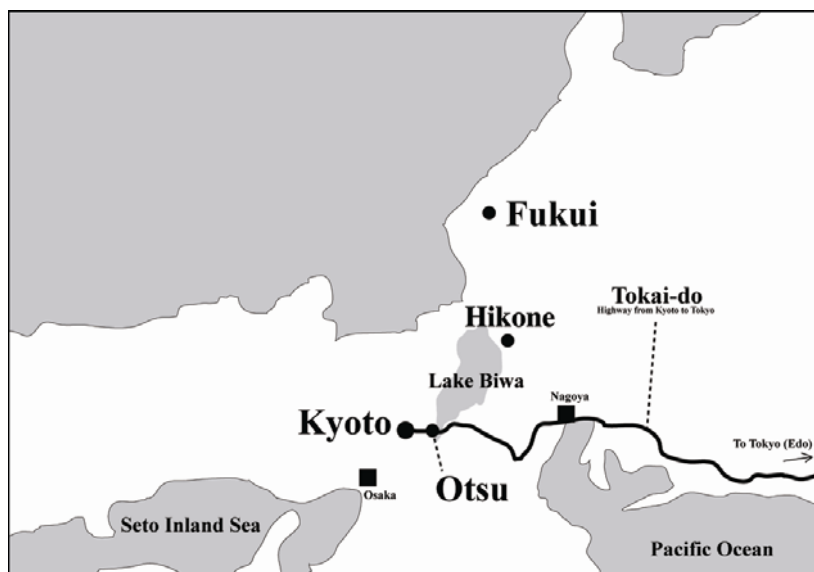 Fukui
Tokai-do
Highway from Kyoto to Tokyo
Hikone
Lake Biwa
Nagoya
Kyoto
To Tokyo (Edo)
Osaka
Otsu
Seto Inland Sea
Pacific Ocean